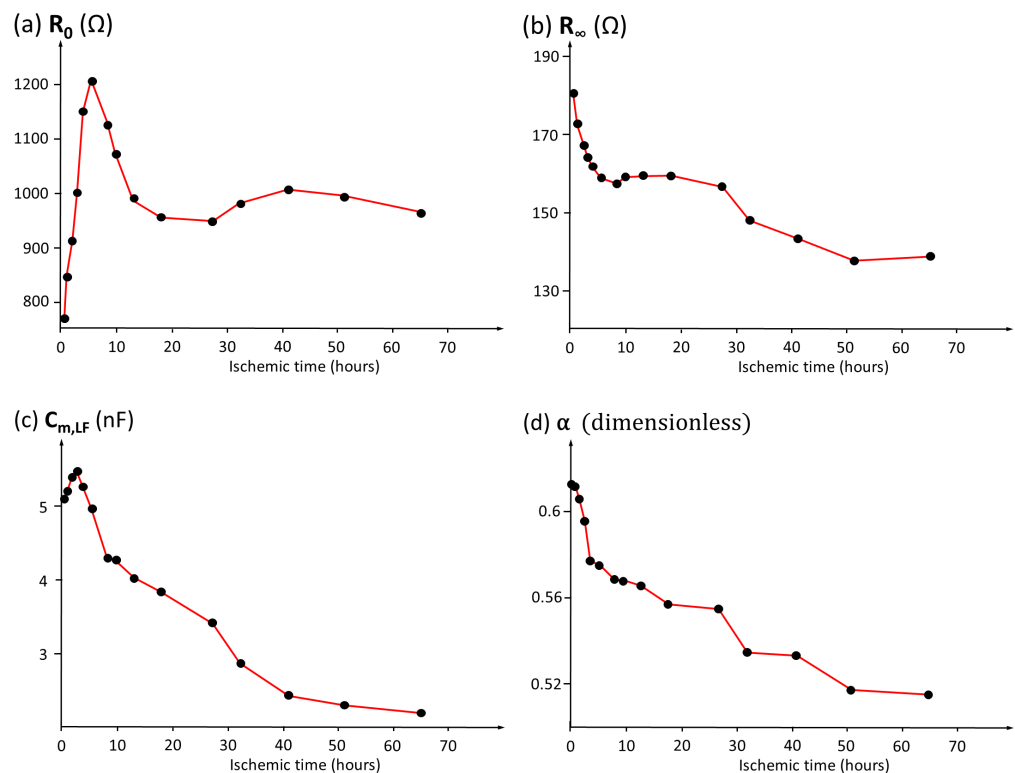 (a) R₀ (Ω)
1200
1100
1000
900
800
0 10 20 30 40 50 60 70
Ischemic time (hours)
(b) R∞ (Ω)
190
170
150
130
0 10 20 30 40 50 60 70
Ischemic time (hours)
(c) Cm,LF (nF)
5
4
3
0 10 20 30 40 50 60 70
Ischemic time (hours)
(d) α (dimensionless)
0.6
0.56
0.52
0 10 20 30 40 50 60 70
Ischemic time (hours)